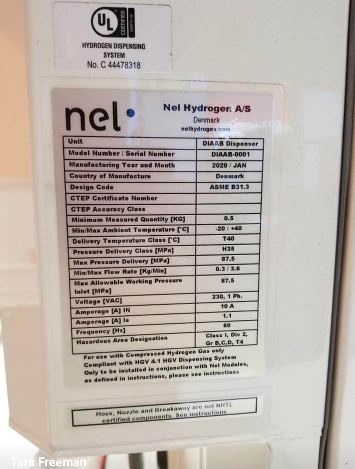 UL
CERTIFIED
HYDROGEN DISPENSING
SYSTEM
No. C 44478318
nel
Nel Hydrogen A/S
Denmark
nelhydrogen.com
Unit DIAAB Dispenser
Model Number / Serial Number DIAAB-0001
Manufacturing Year and Month 2020 / JAN
Country of Manufacture Denmark
Design Code ASME B31.3
CTEP Certificate Number
CTEP Accuracy Class
Minimum Measured Quantity [KG] 0.5
Min/Max Ambient Temperature [°C] -20 / +40
Delivery Temperature Class [°C] T40
Pressure Delivery Class [MPa] H35
Max Pressure Delivery [MPa] 87.5
Min/Max Flow Rate [Kg/Min] 0.3 / 3.6
Max Allowable Working Pressure
Inlet [MPa] 87.5
Voltage [VAC] 230, 1 Ph.
Amperage [A] IN 10 A
Amperage [A] Ie 1.1
Frequency [Hz] 60
Hazardous Area Designation Class I, Div 2,
Gr B,C,D, T4
For use with Compressed Hydrogen Gas only
Compliant with HGV 4.1 HGV Dispensing System
Only to be installed in conjunction with Nel Modules,
as defined in instructions, please see instructions
Hose, Nozzle and Breakaway are not NRTL
certified components. See instructions
Tara Freeman